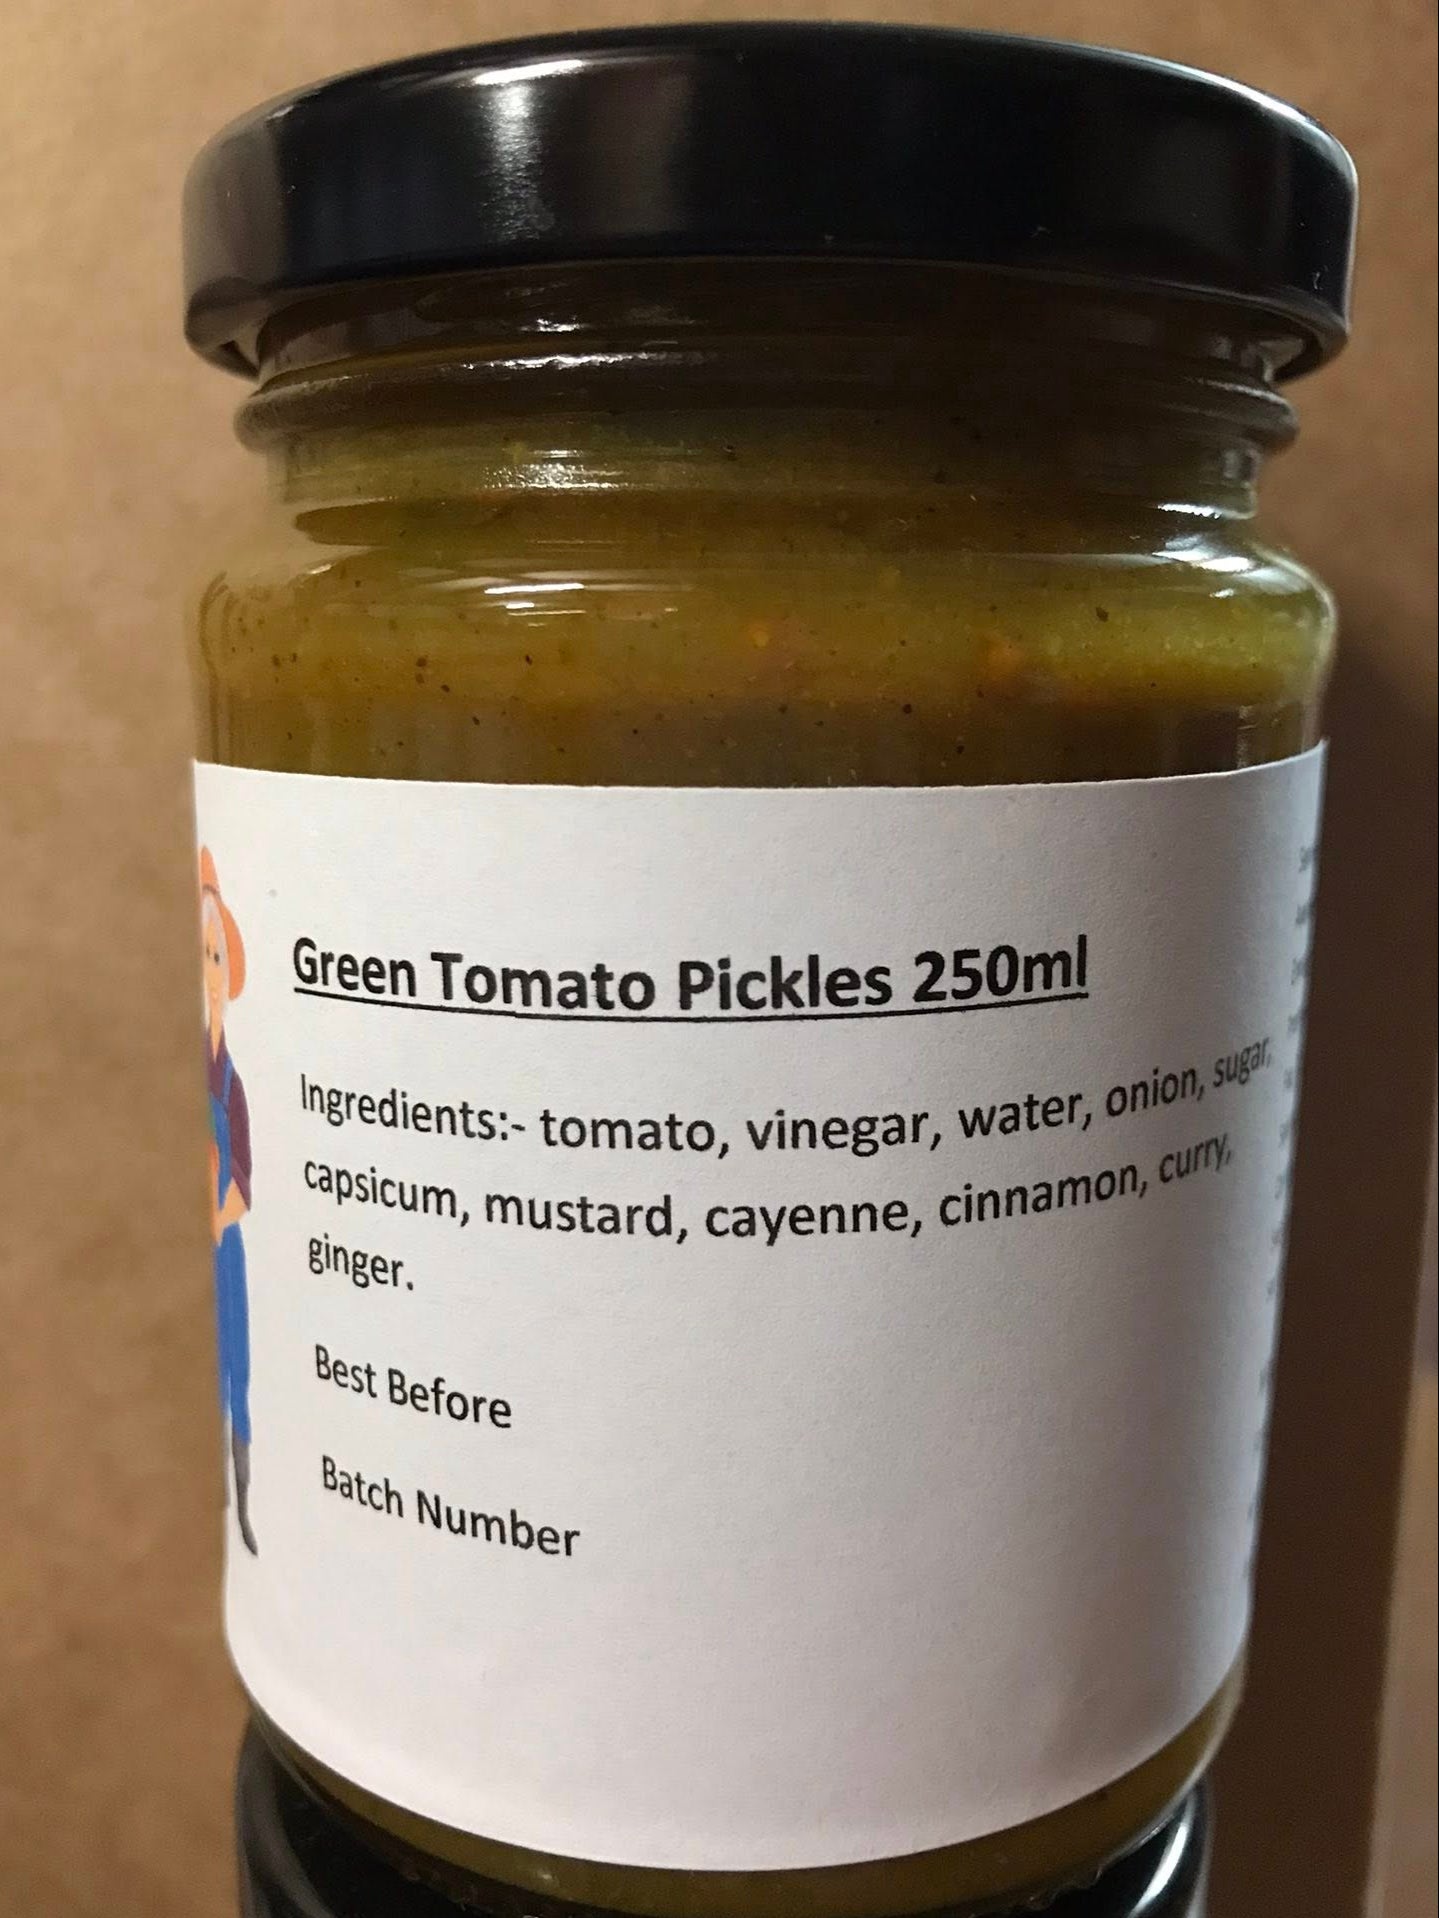 Green Tomato Pickles 250ml
Ingredients:- tomato, vinegar, water, onion, sugar,
capsicum, mustard, cayenne, cinnamon, curry,
ginger.
Best Before
Batch Number